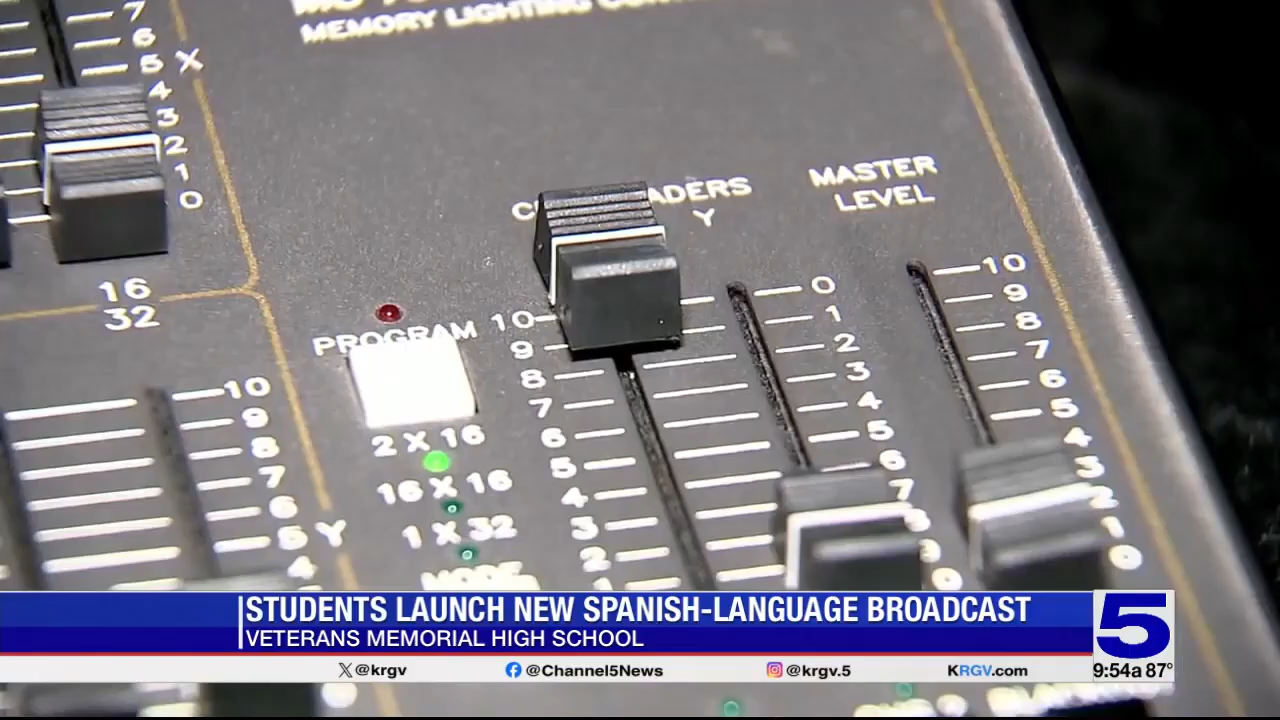 MEMORY LIGHTING
7
6
5 X
4
3
2
1
0
MASTER
LEVEL
Y
16
32
PROGRAM
2 X 16
16 X 16
1 X 32
MODE
10
9
8
7
6
5 Y
4
10
9
8
7
6
5
4
3
2
1
0
1
2
3
4
5
6
7
10
9
8
7
6
5
4
3
2
1
0
STUDENTS LAUNCH NEW SPANISH-LANGUAGE BROADCAST
VETERANS MEMORIAL HIGH SCHOOL
5
@krgv
@Channel5News
@krgv.5
KRGV.com
9:54a 87°